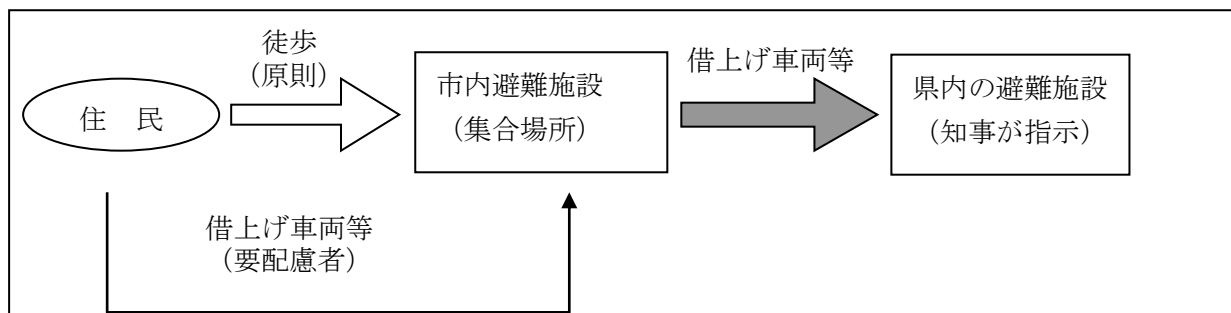 住　民
徒歩
（原則）
市内避難施設
（集合場所）
借上げ車両等
県内の避難施設
（知事が指示）
借上げ車両等
（要配慮者）